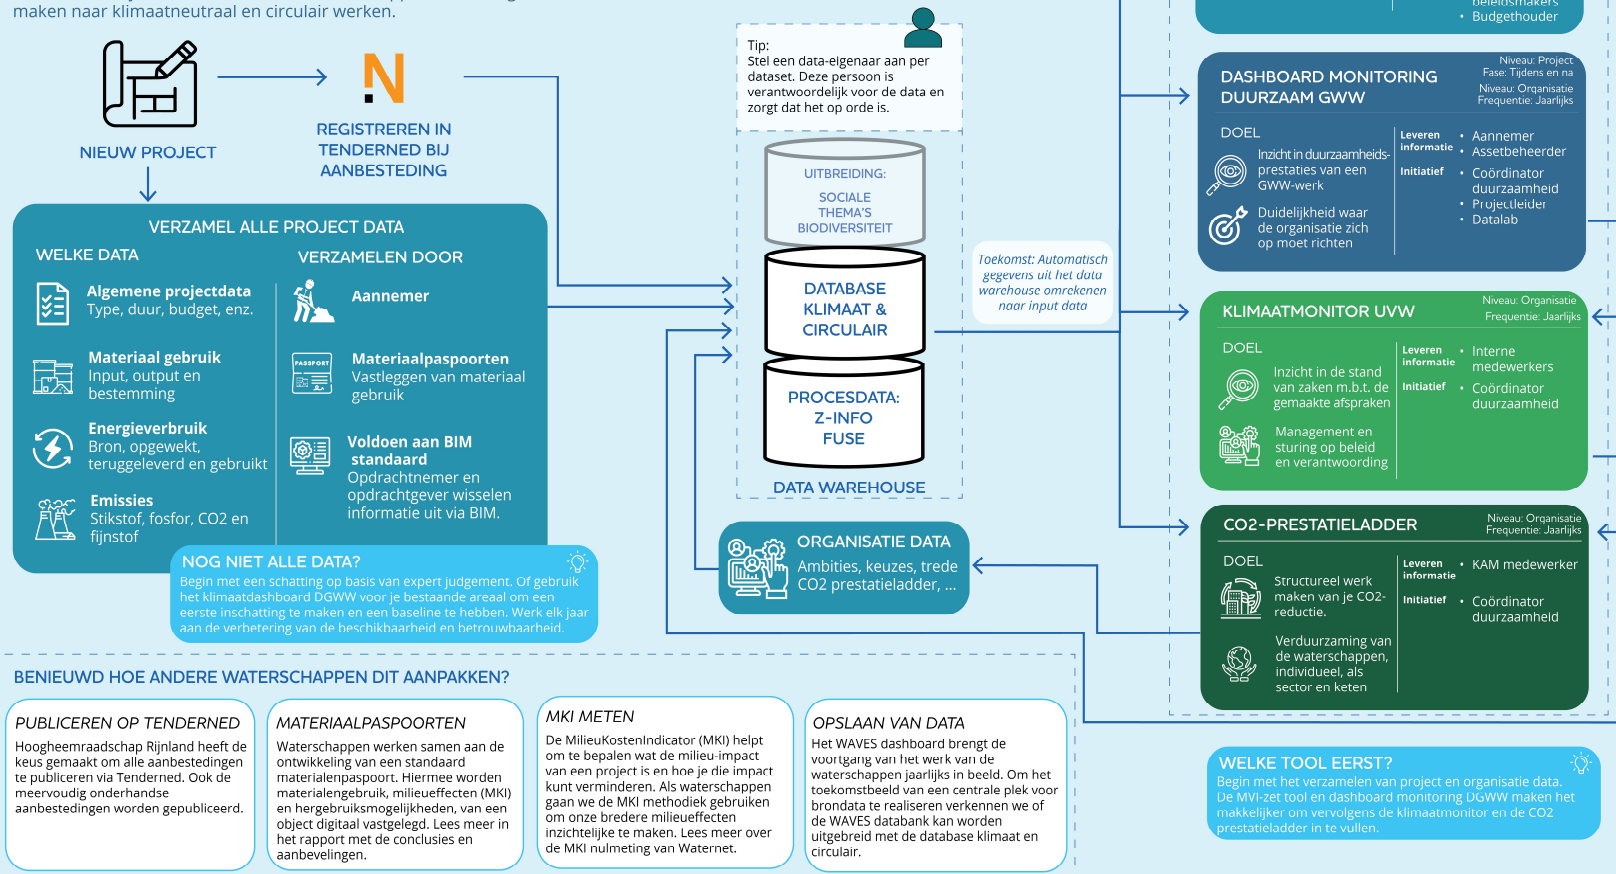 maken naar klimaatneutraal en circulair werken.
NIEUW PROJECT
REGISTREREN IN
TENDERNED BIJ
AANBESTEDING
VERZAMEL ALLE PROJECT DATA
WELKE DATA
Algemene projectdata
Type, duur, budget, enz.
Materiaal gebruik
Input, output en
bestemming
Energieverbruik
Bron, opgewekt,
teruggeleverd en gebruikt
Emissies
Stikstof, fosfor, CO2 en
fijnstof
VERZAMELEN DOOR
Aannemer
PASSPORT
Materiaalpaspoorten
Vastleggen van materiaal
gebruik
Voldoen aan BIM
standaard
Opdrachtnemer en
opdrachtgever wisselen
informatie uit via BIM.
NOG NIET ALLE DATA?
Begin met een schatting op basis van expert judgement. Of gebruik
het klimaatdashboard DGWW voor je bestaande areaal om een
eerste inschatting te maken en een baseline te hebben. Werk elk jaar
aan de verbetering van de beschikbaarheid en betrouwbaarheid.
Tip:
Stel een data-eigenaar aan per
dataset. Deze persoon is
verantwoordelijk voor de data en
zorgt dat het op orde is.
UITBREIDING:
SOCIALE
THEMA'S
BIODIVERSITEIT
DATABASE
KLIMAAT &
CIRCULAIR
PROCESDATA:
Z-INFO
FUSE
DATA WAREHOUSE
Toekomst: Automatisch
gegevens uit het data
warehouse omrekenen
naar input data
ORGANISATIE DATA
Ambities, keuzes, trede
CO2 prestatieladder, ...
beleidsmakers
• Budgethouder
DASHBOARD MONITORING
DUURZAAM GWW
Niveau: Project
Fase: Tijdens en na
Niveau: Organisatie
Frequentie: Jaarlijks
DOEL
Inzicht in duurzaamheids-
prestaties van een
GWW-werk
Duidelijkheid waar
de organisatie zich
op moet richten
Leveren
informatie
• Aannemer
• Assetbeheerder
Initiatief
• Coördinator
duurzaamheid
• Projectleider
• Datalab
KLIMAATMONITOR UVW
Niveau: Organisatie
Frequentie: Jaarlijks
DOEL
Inzicht in de stand
van zaken m.b.t. de
gemaakte afspraken
Management en
sturing op beleid
en verantwoording
Leveren
informatie
• Interne
medewerkers
Initiatief
• Coördinator
duurzaamheid
CO2-PRESTATIELADDER
Niveau: Organisatie
Frequentie: Jaarlijks
DOEL
Structureel werk
maken van je CO2-
reductie.
Verduurzaming van
de waterschappen,
individueel, als
sector en keten
Leveren
informatie
• KAM medewerker
Initiatief
• Coördinator
duurzaamheid
WELKE TOOL EERST?
Begin met het verzamelen van project en organisatie data.
De MVI-zet tool en dashboard monitoring DGWW maken het
makkelijker om vervolgens de klimaatmonitor en de CO2
prestatieladder in te vullen.
BENIEUWD HOE ANDERE WATERSCHAPPEN DIT AANPAKKEN?
PUBLICEREN OP TENDERNED
Hoogheemraadschap Rijnland heeft de
keus gemaakt om alle aanbestedingen
te publiceren via Tenderned. Ook de
meervoudig onderhandse
aanbestedingen worden gepubliceerd.
MATERIAALPASPOORTEN
Waterschappen werken samen aan de
ontwikkeling van een standaard
materialenpaspoort. Hiermee worden
materialengebruik, milieueffecten (MKI)
en hergebruiksmogelijkheden, van een
object digitaal vastgelegd. Lees meer in
het rapport met de conclusies en
aanbevelingen.
MKI METEN
De MilieuKostenIndicator (MKI) helpt
om te bepalen wat de milieu-impact
van een project is en hoe je die impact
kunt verminderen. Als waterschappen
gaan we de MKI methodiek gebruiken
om onze bredere milieueffecten
inzichtelijke te maken. Lees meer over
de MKI nulmeting van Waternet.
OPSLAAN VAN DATA
Het WAVES dashboard brengt de
voortgang van het werk van de
waterschappen jaarlijks in beeld. Om het
toekomstbeeld van een centrale plek voor
brondata te realiseren verkennen we of
de WAVES databank kan worden
uitgebreid met de database klimaat en
circulair.